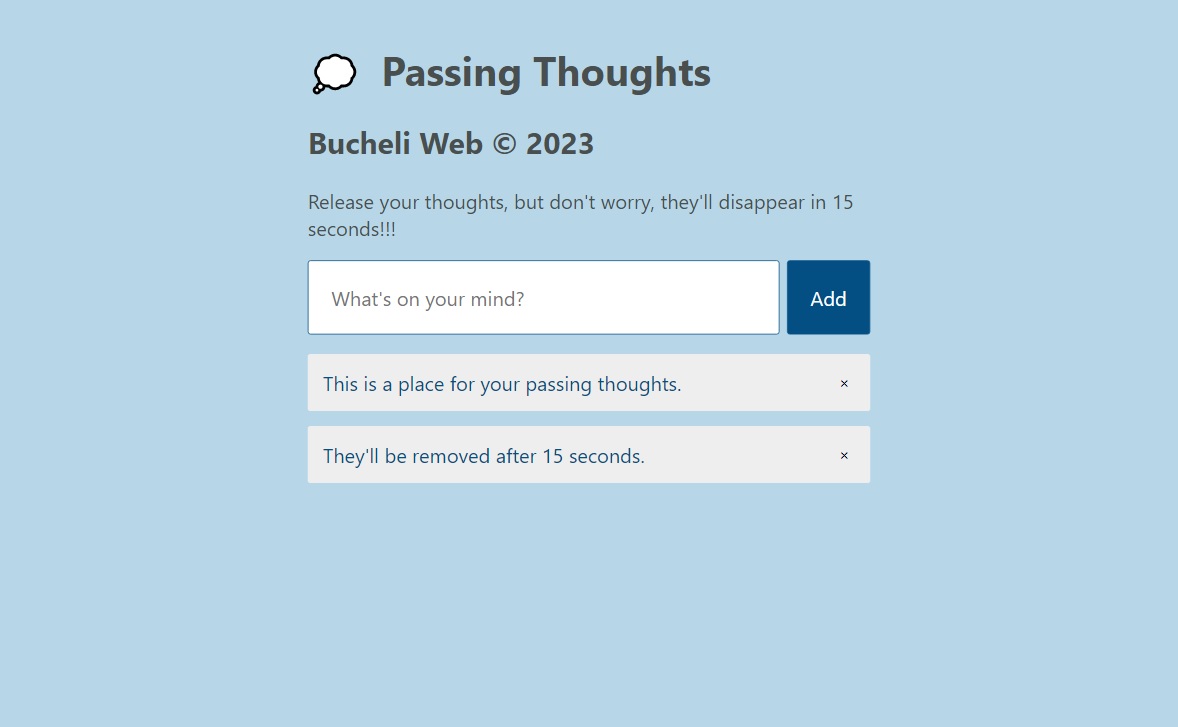 💭 Passing Thoughts
Bucheli Web © 2023
Release your thoughts, but don't worry, they'll disappear in 15
seconds!!!
What's on your mind?
Add
This is a place for your passing thoughts.
×
They'll be removed after 15 seconds.
×